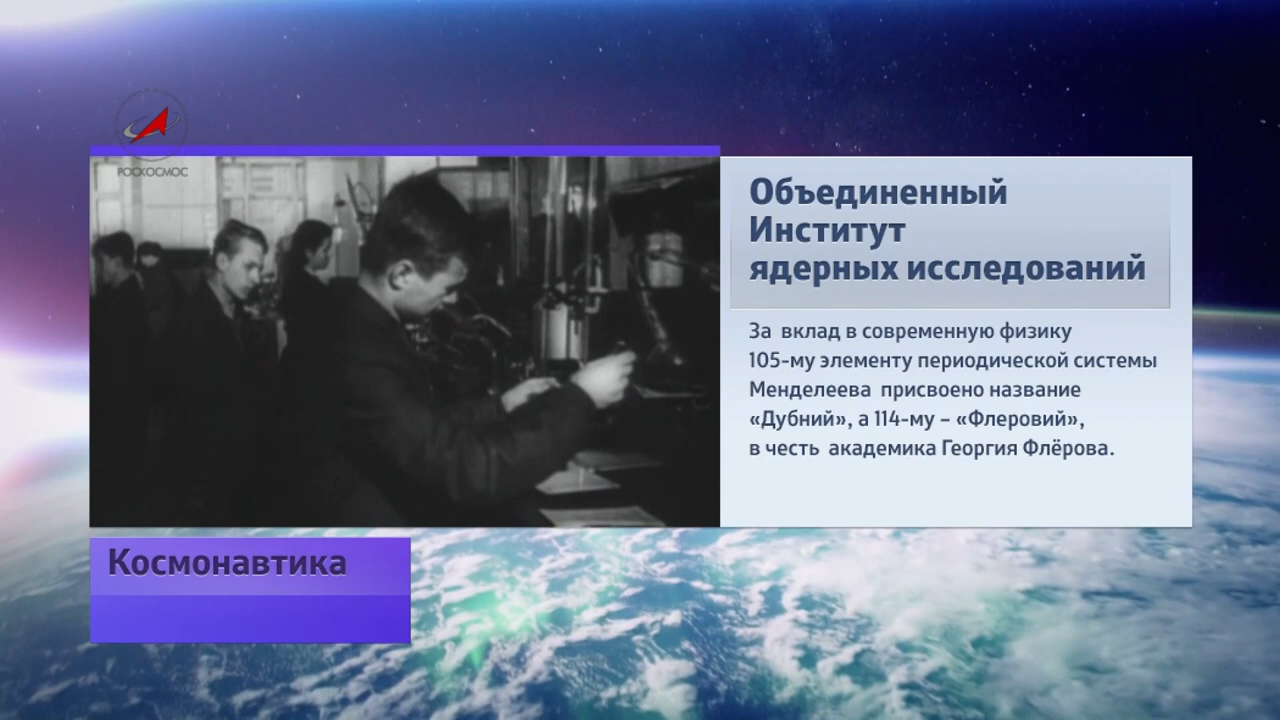 РОСКОСМОС
Объединенный
Институт
ядерных исследований
За вклад в современную физику
105-му элементу периодической системы
Менделеева присвоено название
«Дубний», а 114-му – «Флеровий»,
в честь академика Георгия Флёрова.
Космонавтика